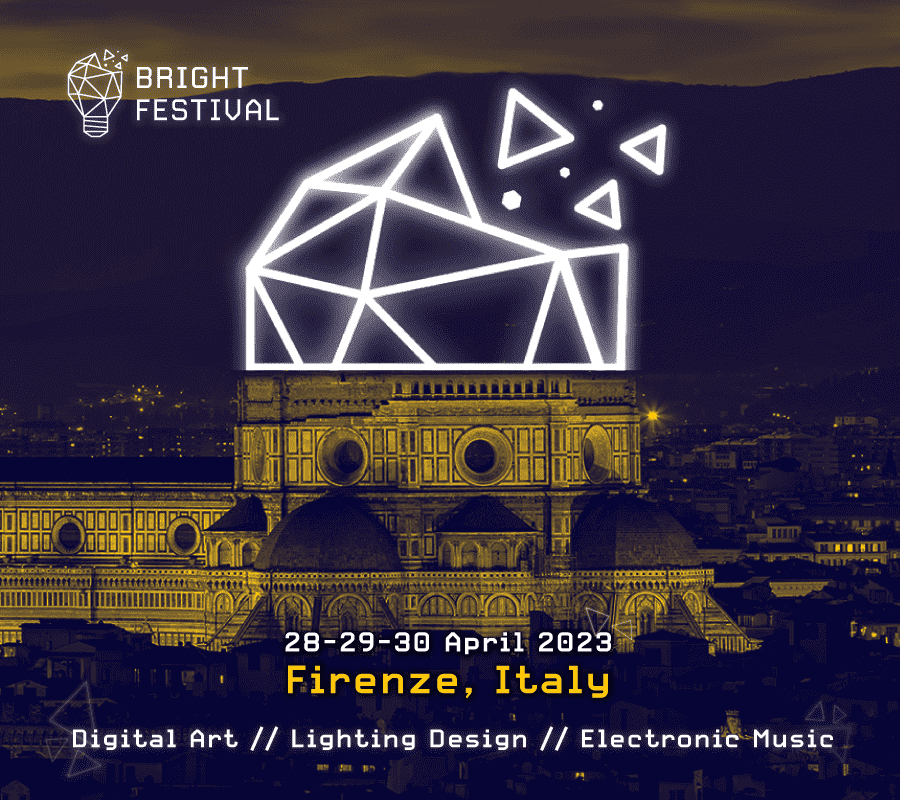 BRIGHT
FESTIVAL
28-29-30 April 2023
Firenze, Italy
Digital Art // Lighting Design // Electronic Music